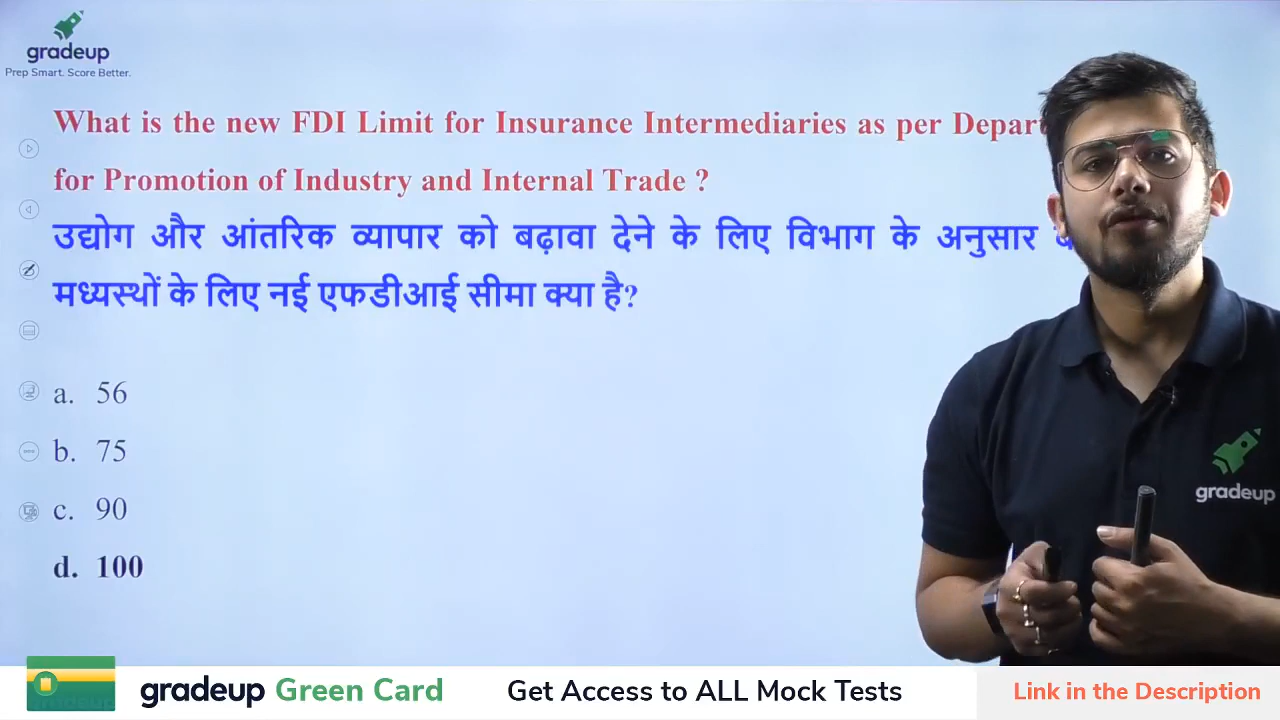 gradeup
Prep Smart. Score Better.
What is the new FDI Limit for Insurance Intermediaries as per
for Promotion of Industry and Internal Trade ?
उद्योग और आंतरिक व्यापार को बढ़ावा देने के लिए विभाग के अनुसार
मध्यस्थों के लिए नई एफडीआई सीमा क्या है?
a. 56
b. 75
c. 90
d. 100
gradeup
gradeup Green Card
Get Access to ALL Mock Tests
Link in the Description